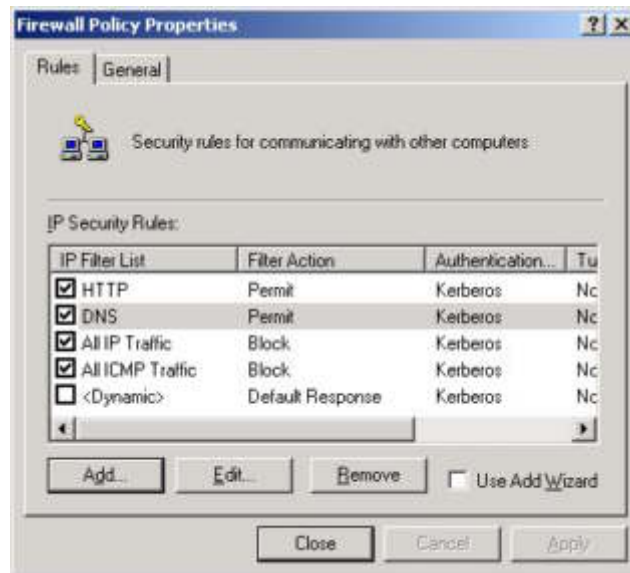 Firewall Policy Properties
Rules General
Security rules for communicating with other computers
IP Security Rules:
IP Filter List Filter Action Authentication... Tu
HTTP Permit Kerberos Nc
DNS Permit Kerberos Nc
All IP Traffic Block Kerberos Nc
All ICMP Traffic Block Kerberos Nc
<Dynamic> Default Response Kerberos Nc
Add... Edit... Remove Use Add Wizard
Close Cancel Apply